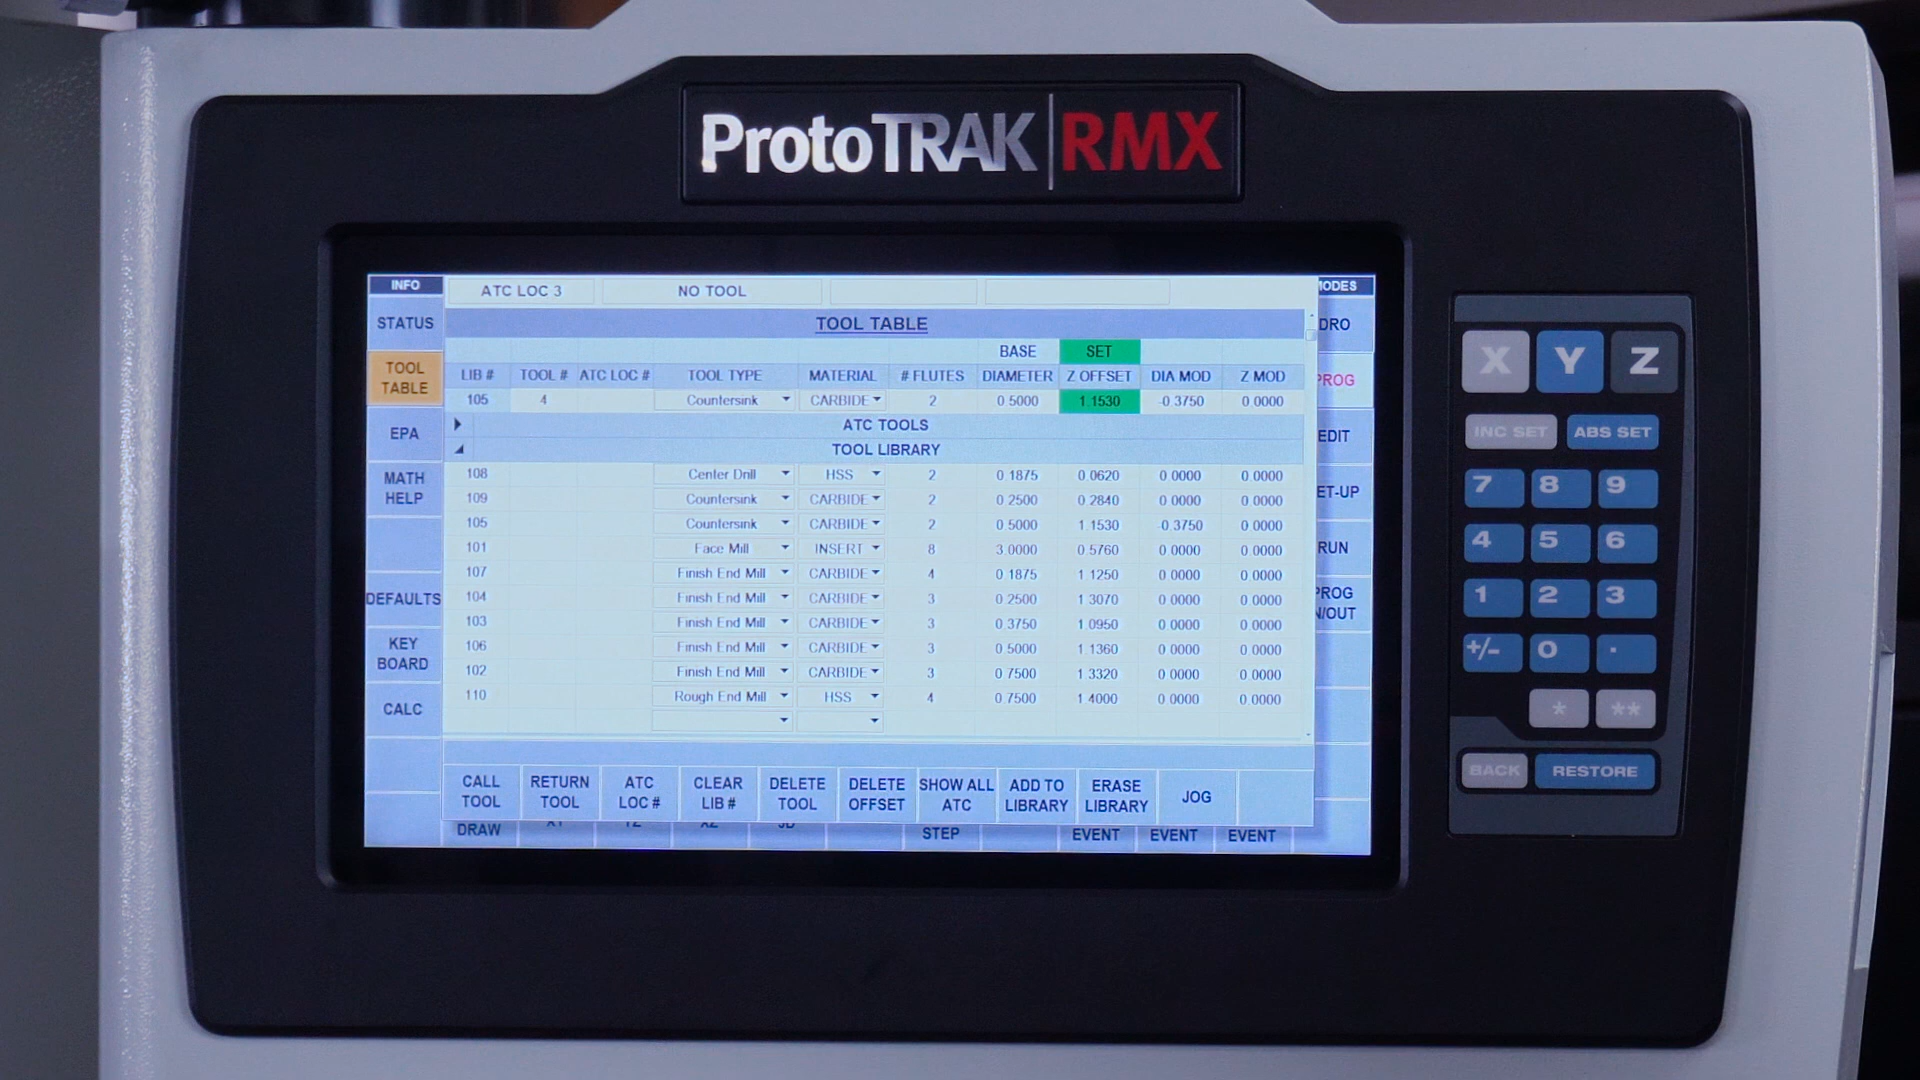 ProtoTRAK RMX
INFO
ATC LOC 3 NO TOOL
MODES
STATUS
TOOL TABLE
DRO
BASE SET
TOOL TABLE
LIB # TOOL # ATC LOC # TOOL TYPE MATERIAL # FLUTES DIAMETER Z OFFSET DIA MOD Z MOD
PROG
105 4 Countersink CARBIDE 2 0.5000 1.1530 -0.3750 0.0000
ATC TOOLS
EPA
EDIT
TOOL LIBRARY
108 Center Drill HSS 2 0.1875 0.0620 0.0000 0.0000
MATH HELP
SET-UP
109 Countersink CARBIDE 2 0.2500 0.2840 0.0000 0.0000
105 Countersink CARBIDE 2 0.5000 1.1530 -0.3750 0.0000
101 Face Mill INSERT 8 3.0000 0.5760 0.0000 0.0000
RUN
107 Finish End Mill CARBIDE 4 0.1875 1.1250 0.0000 0.0000
DEFAULTS
104 Finish End Mill CARBIDE 3 0.2500 1.3070 0.0000 0.0000
PROG
N/OUT
103 Finish End Mill CARBIDE 3 0.3750 1.0950 0.0000 0.0000
KEY BOARD
106 Finish End Mill CARBIDE 3 0.5000 1.1360 0.0000 0.0000
102 Finish End Mill CARBIDE 3 0.7500 1.3320 0.0000 0.0000
110 Rough End Mill HSS 4 0.7500 1.4000 0.0000 0.0000
CALC
CALL TOOL
RETURN TOOL
ATC LOC #
CLEAR LIB #
DELETE TOOL
DELETE OFFSET
SHOW ALL ATC
ADD TO LIBRARY
ERASE LIBRARY
JOG
DRAW STEP EVENT EVENT EVENT
X Y Z
INC SET ABS SET
7 8 9
4 5 6
1 2 3
+/- 0 .
* **
BACK RESTORE